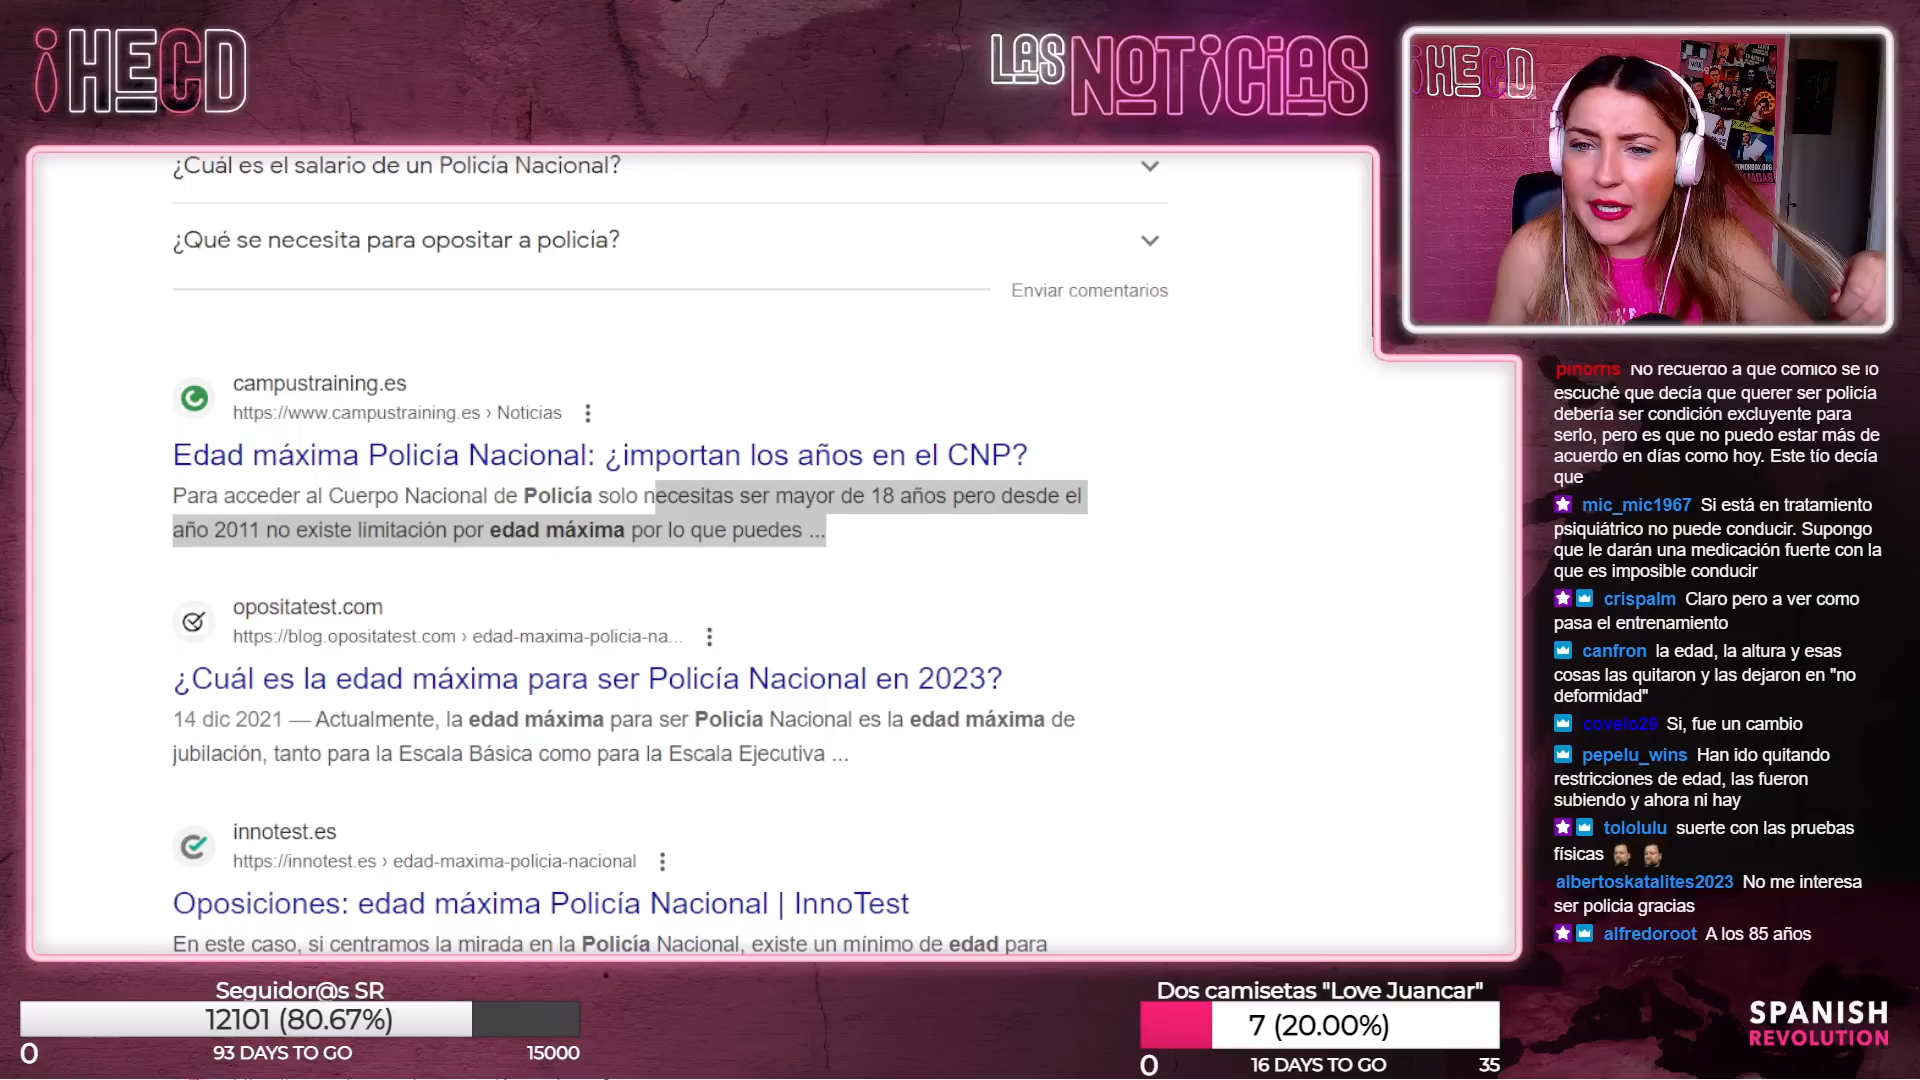 ¡HECD
LAS NOTICIAS
¡HECD
¿Cuál es el salario de un Policía Nacional?
¿Qué se necesita para opositar a policía?
Enviar comentarios
campustraining.es
https://www.campustraining.es › Noticias
Edad máxima Policía Nacional: ¿importan los años en el CNP?
Para acceder al Cuerpo Nacional de Policía solo necesitas ser mayor de 18 años pero desde el
año 2011 no existe limitación por edad máxima por lo que puedes ...
opositatest.com
https://blog.opositatest.com › edad-maxima-policia-na...
¿Cuál es la edad máxima para ser Policía Nacional en 2023?
14 dic 2021 — Actualmente, la edad máxima para ser Policía Nacional es la edad máxima de
jubilación, tanto para la Escala Básica como para la Escala Ejecutiva ...
innotest.es
https://innotest.es › edad-maxima-policia-nacional
Oposiciones: edad máxima Policía Nacional | InnoTest
En este caso, si centramos la mirada en la Policía Nacional, existe un mínimo de edad para
No recuerdo a que cómico se lo
escuché que decía que querer ser policía
debería ser condición excluyente para
serlo, pero es que no puedo estar más de
acuerdo en días como hoy. Este tío decía
que
mic_mic1967 Si está en tratamiento
psiquiátrico no puede conducir. Supongo
que le darán una medicación fuerte con la
que es imposible conducir
crispalm Claro pero a ver como
pasa el entrenamiento
canfron la edad, la altura y esas
cosas las quitaron y las dejaron en "no
deformidad"
covelo29 Si, fue un cambio
pepelu_wins Han ido quitando
restricciones de edad, las fueron
subiendo y ahora ni hay
tololulu suerte con las pruebas
físicas
albertoskatalites2023 No me interesa
ser policia gracias
alfredoroot A los 85 años
Seguidor@s SR
12101 (80.67%)
0 93 DAYS TO GO 15000
Dos camisetas "Love Juancar"
7 (20.00%)
0 16 DAYS TO GO 35
SPANISH
REVOLUTION